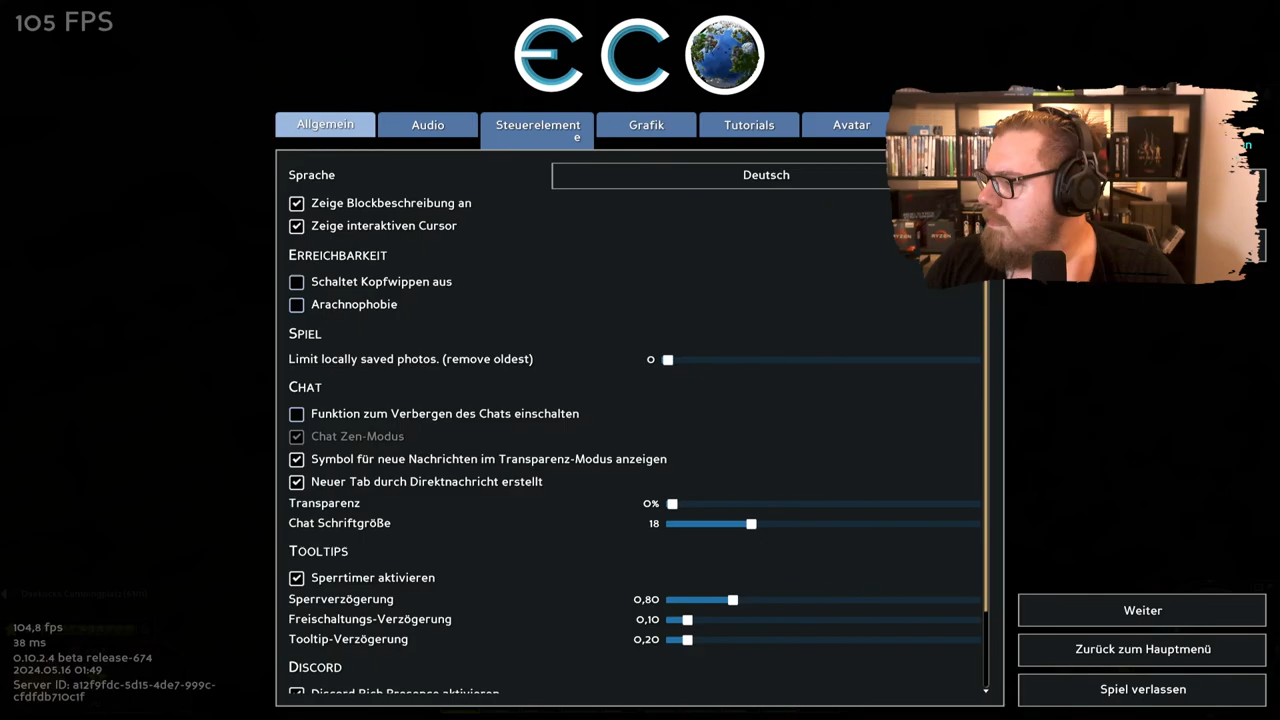 105 FPS
ECO
Allgemein
Audio
Steuerelement
e
Grafik
Tutorials
Avatar
Sprache
Deutsch
Zeige Blockbeschreibung an
Zeige interaktiven Cursor
ERREICHBARKEIT
Schaltet Kopfwippen aus
Arachnophobie
SPIEL
Limit locally saved photos. (remove oldest) 0
CHAT
Funktion zum Verbergen des Chats einschalten
Chat Zen-Modus
Symbol für neue Nachrichten im Transparenz-Modus anzeigen
Neuer Tab durch Direktnachricht erstellt
Transparenz 0%
Chat Schriftgröße 18
TOOLTIPS
Sperrtimer aktivieren
Sperrverzögerung 0,80
Freischaltungs-Verzögerung 0,10
Tooltip-Verzögerung 0,20
DISCORD
Discord Rich Presence aktivieren
Weiter
Zurück zum Hauptmenü
Spiel verlassen
104,8 fps
38 ms
0.10.2.4 beta release-674
2024.05.16 01:49
Server ID: a12f9fdc-5d15-4de7-999c-
cfdfdb710c1f